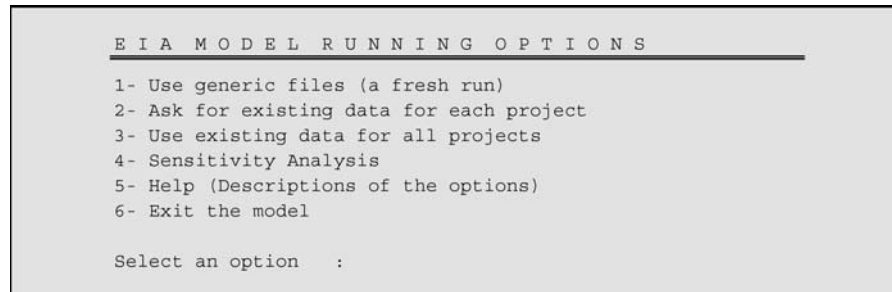 E I A  M O D E L  R U N N I N G  O P T I O N S
1- Use generic files (a fresh run)
2- Ask for existing data for each project
3- Use existing data for all projects
4- Sensitivity Analysis
5- Help (Descriptions of the options)
6- Exit the model
Select an option   :